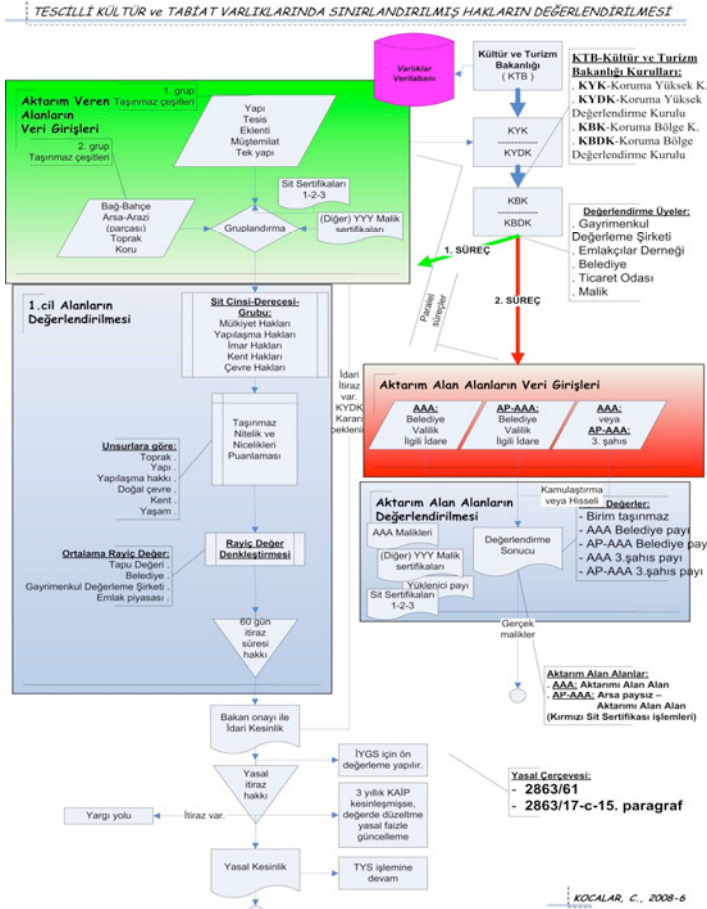 TESCİLLİ KÜLTÜR ve TABİAT VARLIKLARINDA SINIRLANDIRILMIŞ HAKLARIN DEĞERLENDİRİLMESİ
Varlıklar
Veritabanı
Kültür ve Turizm
Bakanlığı
( KTB )
KTB-Kültür ve Turizm
Bakanlığı Kurulları:
. KYK-Koruma Yüksek K.
. KYDK-Koruma Yüksek
Değerlendirme Kurulu
. KBK-Koruma Bölge K.
. KBDK-Koruma Bölge
Değerlendirme Kurulu
KYK
KYDK
KBK
KBDK
Değerlendirme Üyeler:
. Gayrimenkul
Değerleme Şirketi
. Emlakçılar Derneği
. Belediye
. Ticaret Odası
. Malik
Aktarım Veren
Alanların
Veri Girişleri
1. grup
Taşınmaz çeşitleri
Yapı
Tesis
Eklenti
Müştemilat
Tek yapı
2. grup
Taşınmaz çeşitleri
Bağ-Bahçe
Arsa-Arazi
(parçası)
Toprak
Koru
Sit Sertifikaları
1-2-3
Gruplandırma
(Diğer) YYY Malik
sertifikaları
1. SÜREÇ
2. SÜREÇ
Paralel
süreçler
1.cil Alanların
Değerlendirilmesi
Sit Cinsi-Derecesi-
Grubu:
Mülkiyet Hakları
Yapılaşma Hakları
İmar Hakları
Kent Hakları
Çevre Hakları
Taşınmaz
Nitelik ve
Nicelikleri
Puanlaması
Unsurlara göre:
Toprak .
Yapı .
Yapılaşma hakkı .
Doğal çevre .
Kent .
Yaşam .
Rayiç Değer
Denkleştirmesi
Ortalama Rayiç Değer:
Tapu Değeri .
Belediye .
Gayrimenkul Değerleme Şirketi .
Emlak piyasası .
60 gün
itiraz
süresi
hakkı
İdari
İtiraz
var.
KYDK
Kararı
beklenir
Aktarım Alan Alanların Veri Girişleri
AAA:
Belediye
Valilik
İlgili İdare
AP-AAA:
Belediye
Valilik
İlgili İdare
AAA:
veya
AP-AAA:
3. şahıs
Kamulaştırma
veya Hisseli
Aktarım Alan Alanların
Değerlendirilmesi
AAA Malikleri
(Diğer) YYY Malik
sertifikaları
Yüklenici payı
Sit Sertifikaları
1-2-3
Değerlendirme
Sonucu
Değerler:
- Birim taşınmaz
- AAA Belediye payı
- AP-AAA Belediye payı
- AAA 3.şahıs payı
- AP-AAA 3.şahıs payı
Gerçek
malikler
Aktarım Alan Alanlar:
. AAA: Aktarımı Alan Alan
. AP-AAA: Arsa paysız –
Aktarımı Alan Alan
(Kırmızı Sit Sertifikası işlemleri)
Bakan onayı ile
İdari Kesinlik
Yasal
itiraz
hakkı
İtiraz var.
Yargı yolu
İYGS için ön
değerleme yapılır.
3 yıllık KAİP
kesinleşmişse,
değerde düzeltme
yasal faizle
güncelleme
Yasal Kesinlik
TYS işlemine
devam
Yasal Çerçevesi:
- 2863/61
- 2863/17-c-15. paragraf
KOCALAR, C., 2008-6